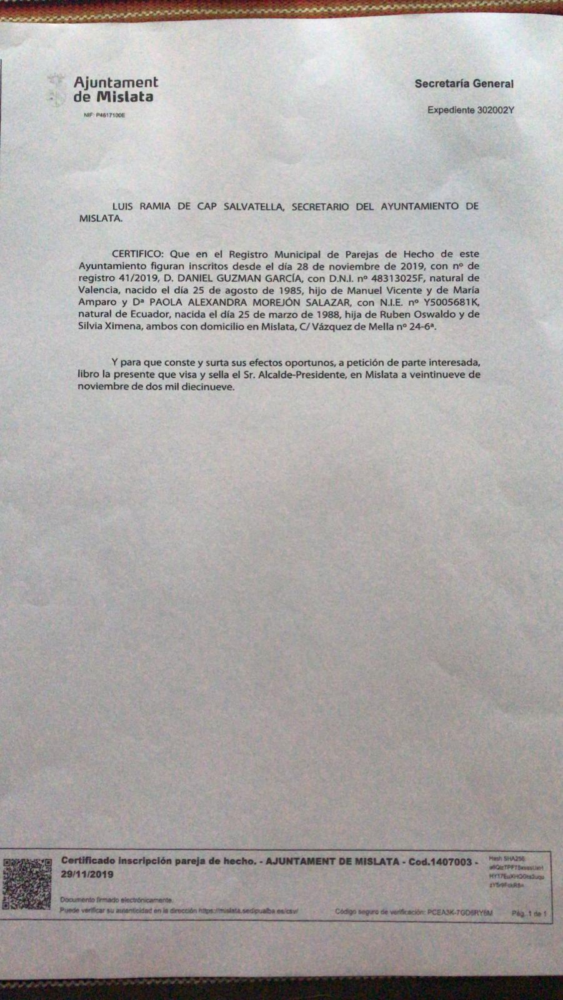 Ajuntament
de Mislata
NIF: P4617100E
Secretaría General
Expediente 302002Y
LUIS RAMIA DE CAP SALVATELLA, SECRETARIO DEL AYUNTAMIENTO DE
MISLATA.
CERTIFICO: Que en el Registro Municipal de Parejas de Hecho de este
Ayuntamiento figuran inscritos desde el día 28 de noviembre de 2019, con nº de
registro 41/2019, D. DANIEL GUZMAN GARCÍA, con D.N.I. nº 48313025F, natural de
Valencia, nacido el día 25 de agosto de 1985, hijo de Manuel Vicente y de María
Amparo y Dª PAOLA ALEXANDRA MOREJÓN SALAZAR, con N.I.E. nº Y5005681K,
natural de Ecuador, nacida el día 25 de marzo de 1988, hija de Ruben Oswaldo y de
Silvia Ximena, ambos con domicilio en Mislata, C/ Vázquez de Mella nº 24-6ª.
Y para que conste y surta sus efectos oportunos, a petición de parte interesada,
libro la presente que visa y sella el Sr. Alcalde-Presidente, en Mislata a veintinueve de
noviembre de dos mil diecinueve.
Certificado inscripción pareja de hecho. - AJUNTAMENT DE MISLATA - Cod.1407003 -
29/11/2019
Hash SHA256
Documento firmado electrónicamente.
Puede verificar su autenticidad en la dirección https://mislata.sedipualba.es/csv/
Código seguro de verificación: PCEA3K-7GD6RY6M
Pág. 1 de 1